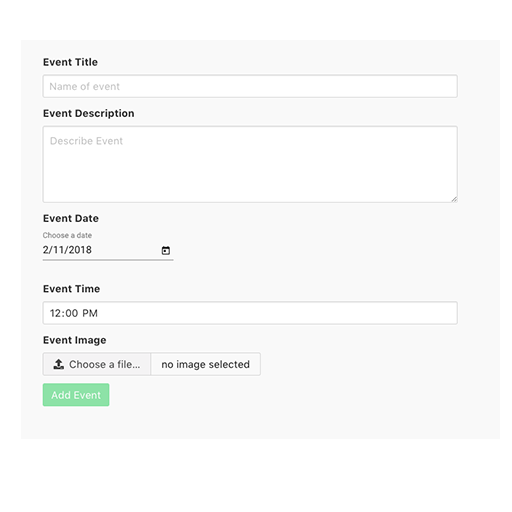 Event Title
Name of event
Event Description
Describe Event
Event Date
Choose a date
2/11/2018
Event Time
12:00 PM
Event Image
Choose a file... no image selected
Add Event